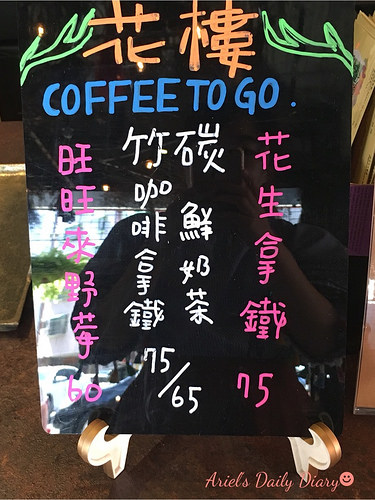 花樓
COFFEE TO GO.
花生拿鐵 75
竹碳
鮮奶茶
咖啡拿鐵
75/65
旺旺來野莓 60
Ariel's Daily Diary